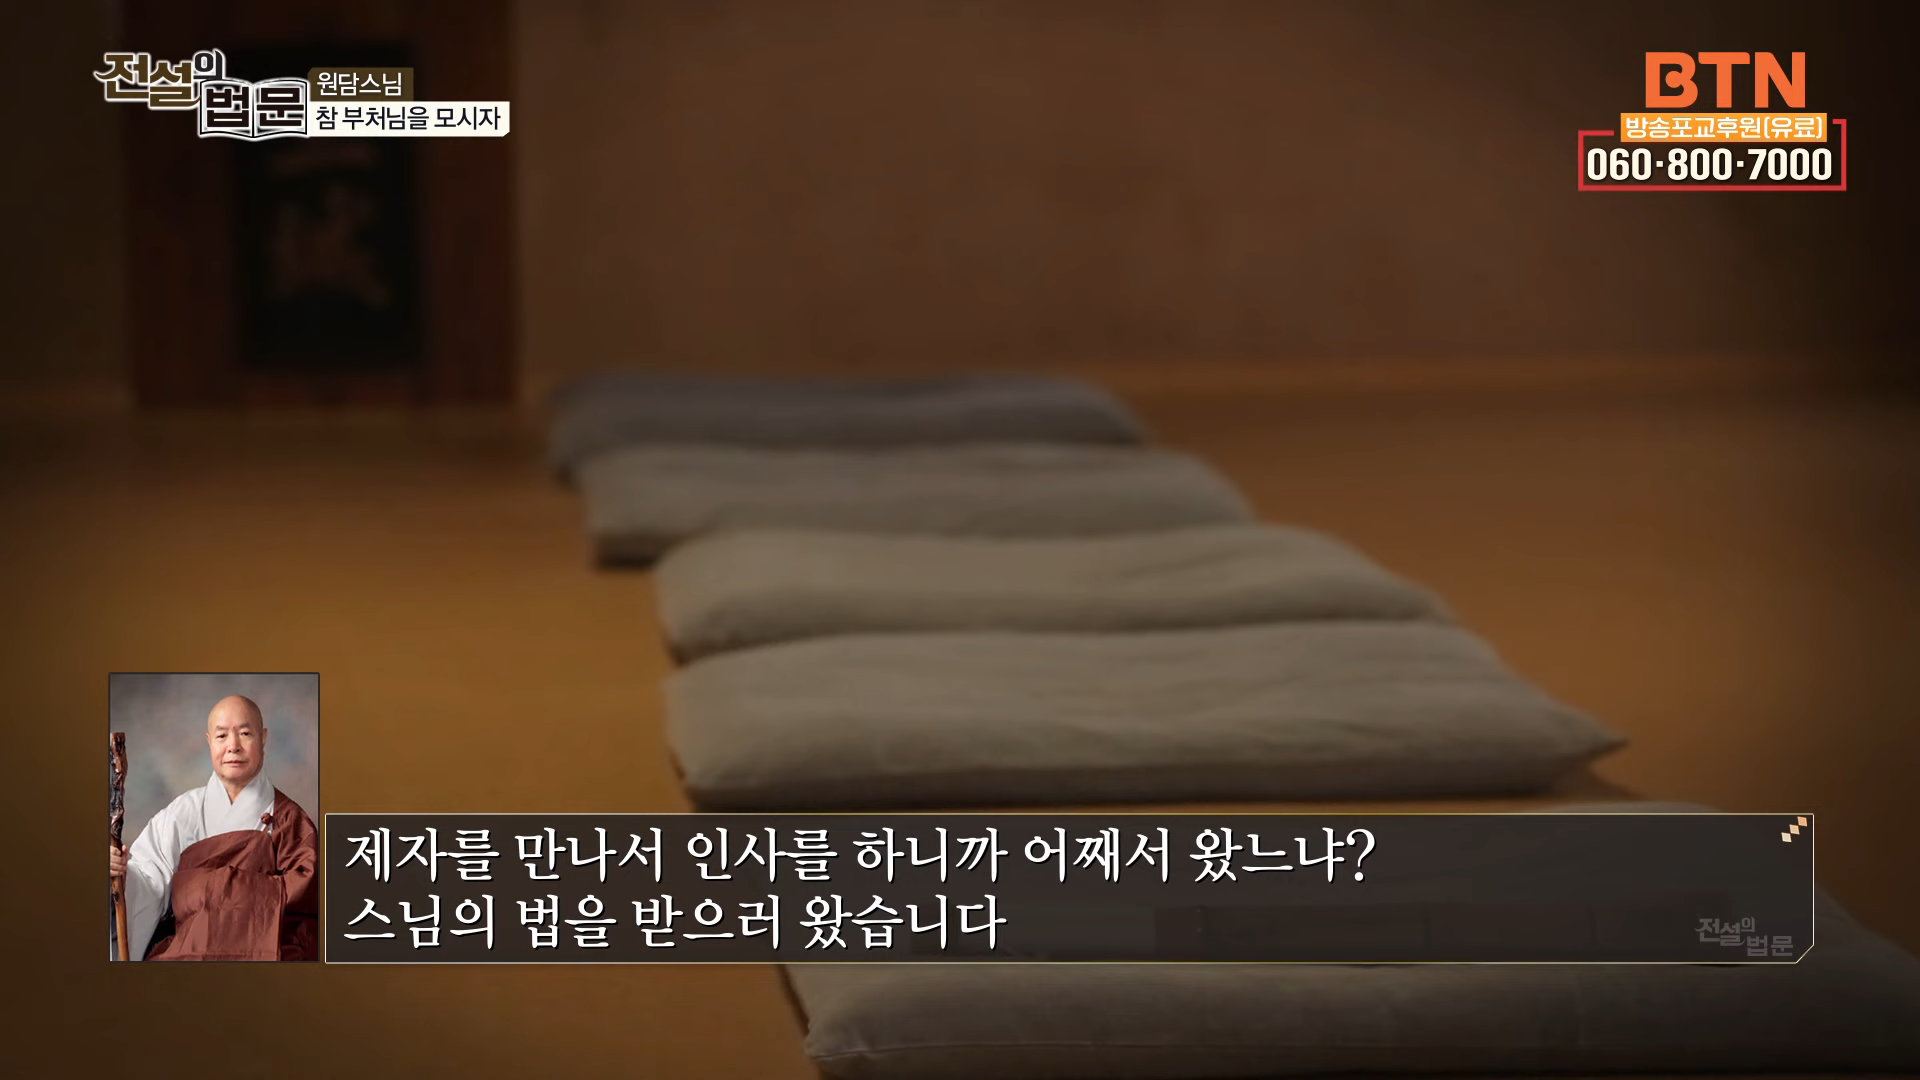 전설의 법문
원담스님
참 부처님을 모시자
BTN
방송포교후원(유료)
060·800·7000
제자를 만나서 인사를 하니까 어째서 왔느냐?
스님의 법을 받으러 왔습니다
전설의 법문